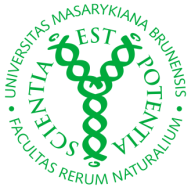 UNIVERSITAS MASARYKIANA BRUNENSIS
• FACULTAS RERUM NATURALIUM •
SCIENTIA
EST
POTENTIA